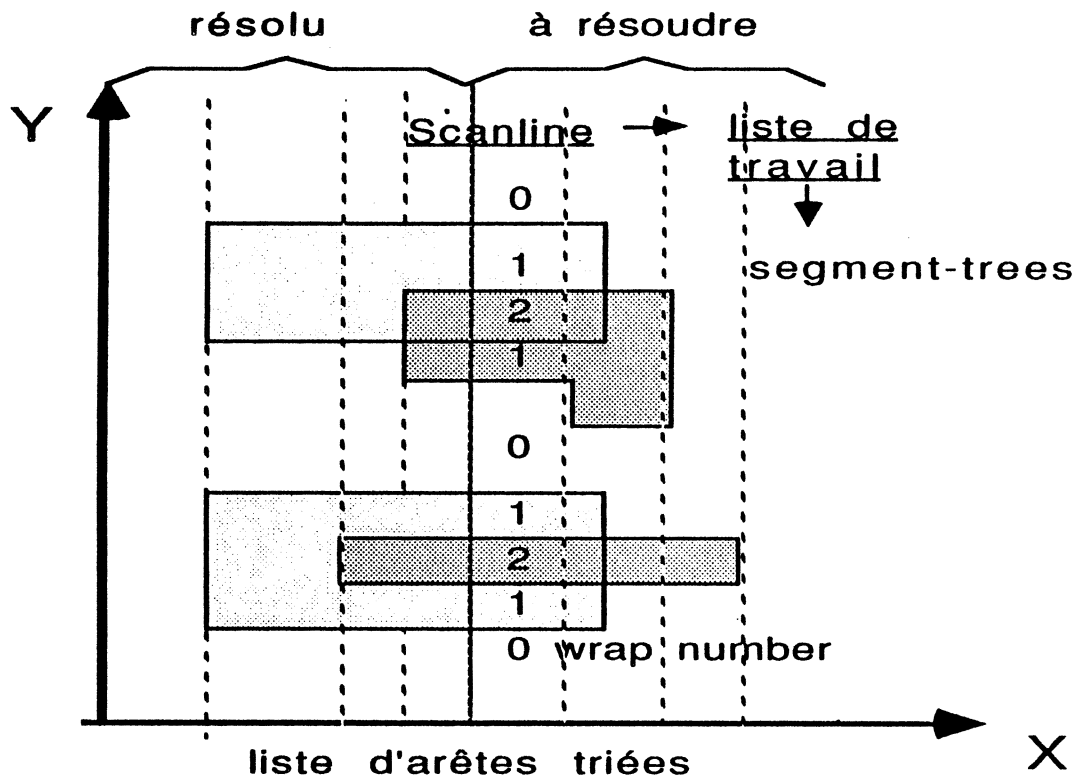 résolu
à résoudre
Y
Scanline
liste de
travail
segment-trees
0
1
2
1
0
1
2
1
0 wrap number
liste d'arêtes triées
X